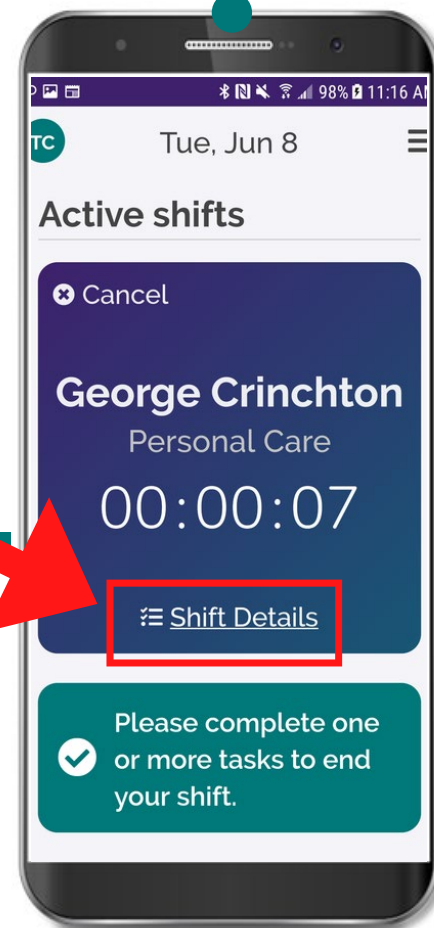 98% 11:16 A
TC
Tue, Jun 8
Active shifts
Cancel
George Crinchton
Personal Care
00:00:07
Shift Details
Please complete one
or more tasks to end
your shift.